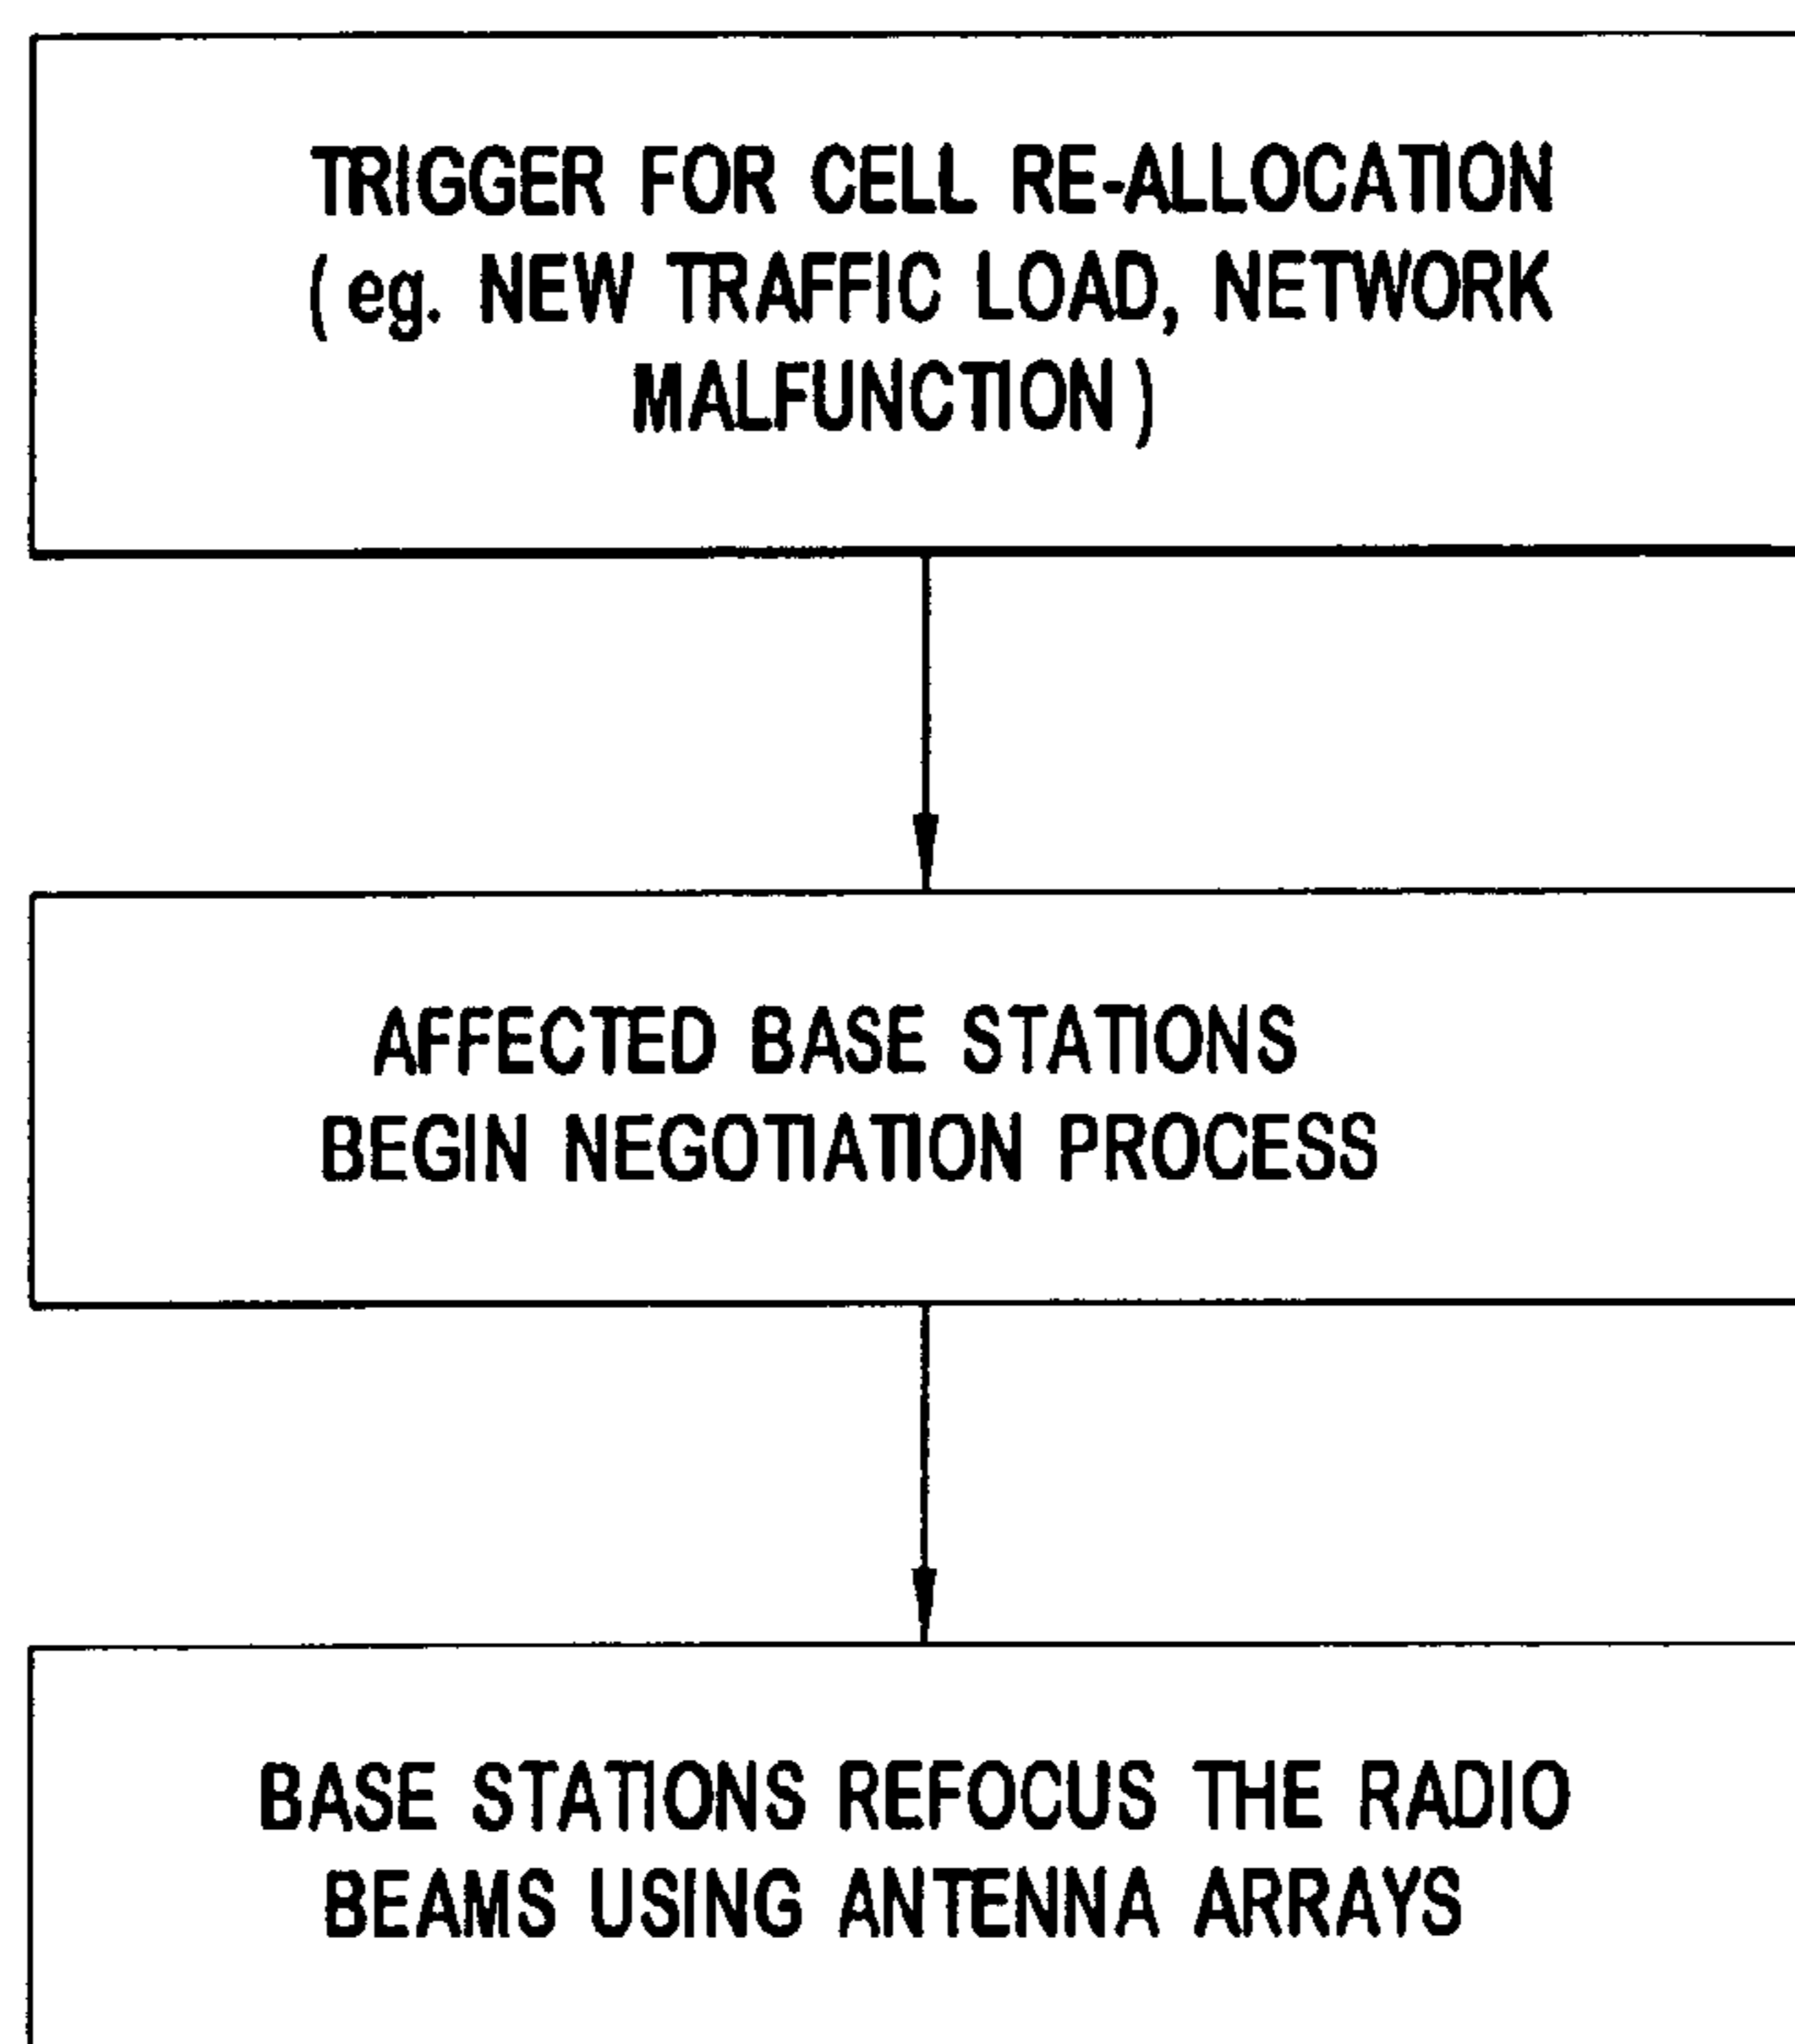 TRIGGER FOR CELL RE-ALLOCATION
(eg. NEW TRAFFIC LOAD, NETWORK
MALFUNCTION)
AFFECTED BASE STATIONS
BEGIN NEGOTIATION PROCESS
BASE STATIONS REFOCUS THE RADIO
BEAMS USING ANTENNA ARRAYS